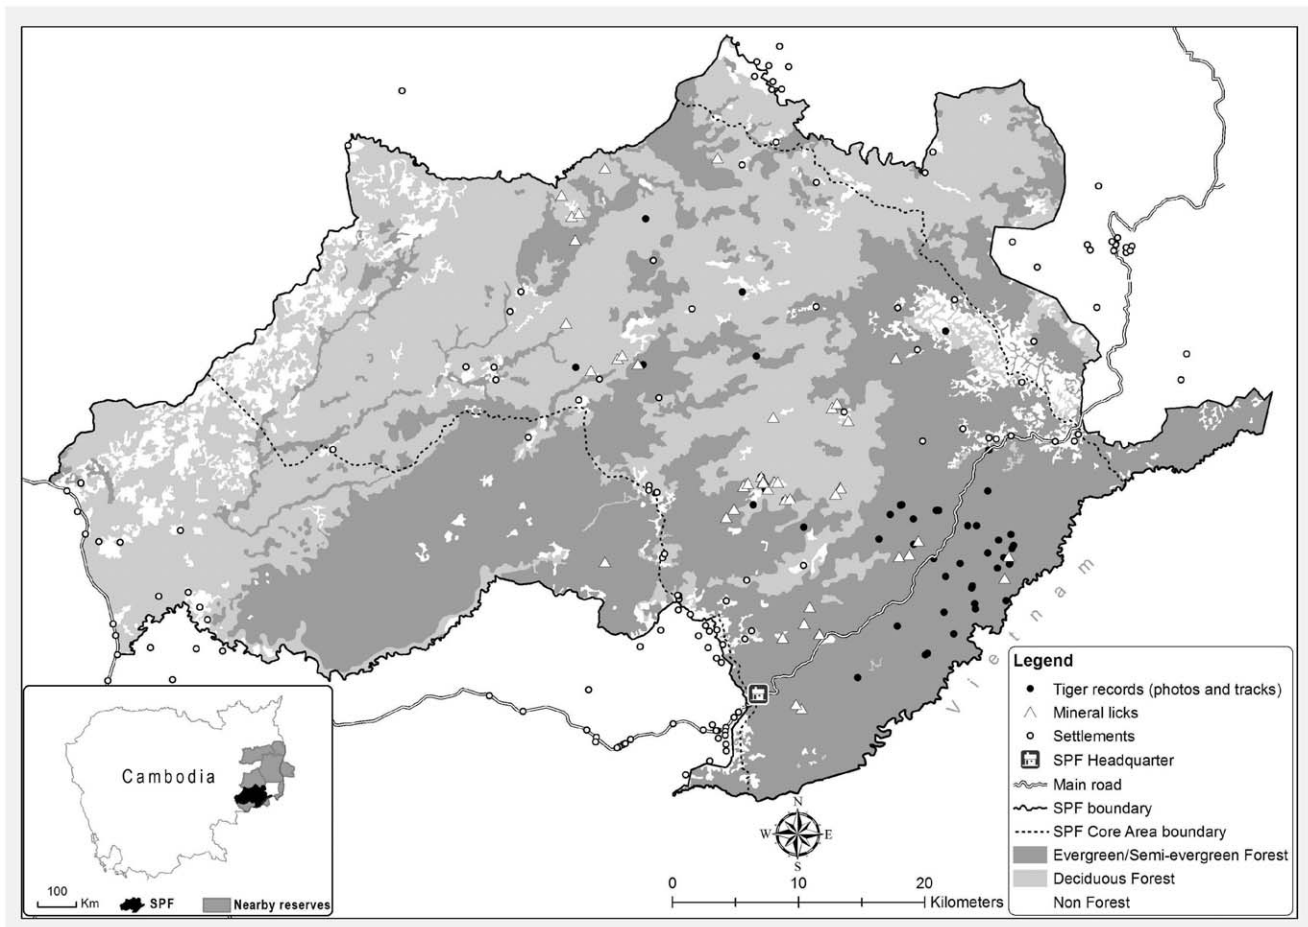 Vietnam
Legend
Tiger records (photos and tracks)
Mineral licks
Settlements
SPF Headquarter
Main road
SPF boundary
SPF Core Area boundary
Evergreen/Semi-evergreen Forest
Deciduous Forest
Non Forest
Cambodia
100
Km
SPF
Nearby reserves
N
W E
S
0 10 20
Kilometers